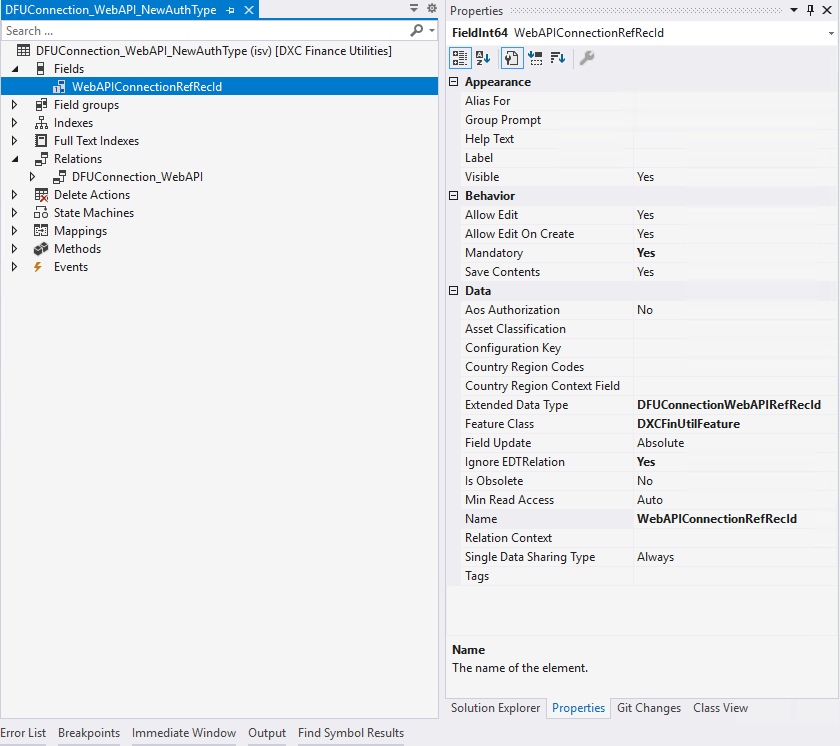 DFUConnection_WebAPI_NewAuthType
Search ...
DFUConnection_WebAPI_NewAuthType (isv) [DXC Finance Utilities]
Fields
WebAPIConnectionRefRecId
Field groups
Indexes
Full Text Indexes
Relations
DFUConnection_WebAPI
Delete Actions
State Machines
Mappings
Methods
Events
Properties
FieldInt64 WebAPIConnectionRefRecId
Appearance
Alias For
Group Prompt
Help Text
Label
Visible Yes
Behavior
Allow Edit Yes
Allow Edit On Create Yes
Mandatory Yes
Save Contents Yes
Data
Aos Authorization No
Asset Classification
Configuration Key
Country Region Codes
Country Region Context Field
Extended Data Type DFUConnectionWebAPIRefRecId
Feature Class DXCFinUtilFeature
Field Update Absolute
Ignore EDTRelation Yes
Is Obsolete No
Min Read Access Auto
Name WebAPIConnectionRefRecId
Relation Context
Single Data Sharing Type Always
Tags
Name
The name of the element.
Solution Explorer Properties Git Changes Class View
Error List Breakpoints Immediate Window Output Find Symbol Results